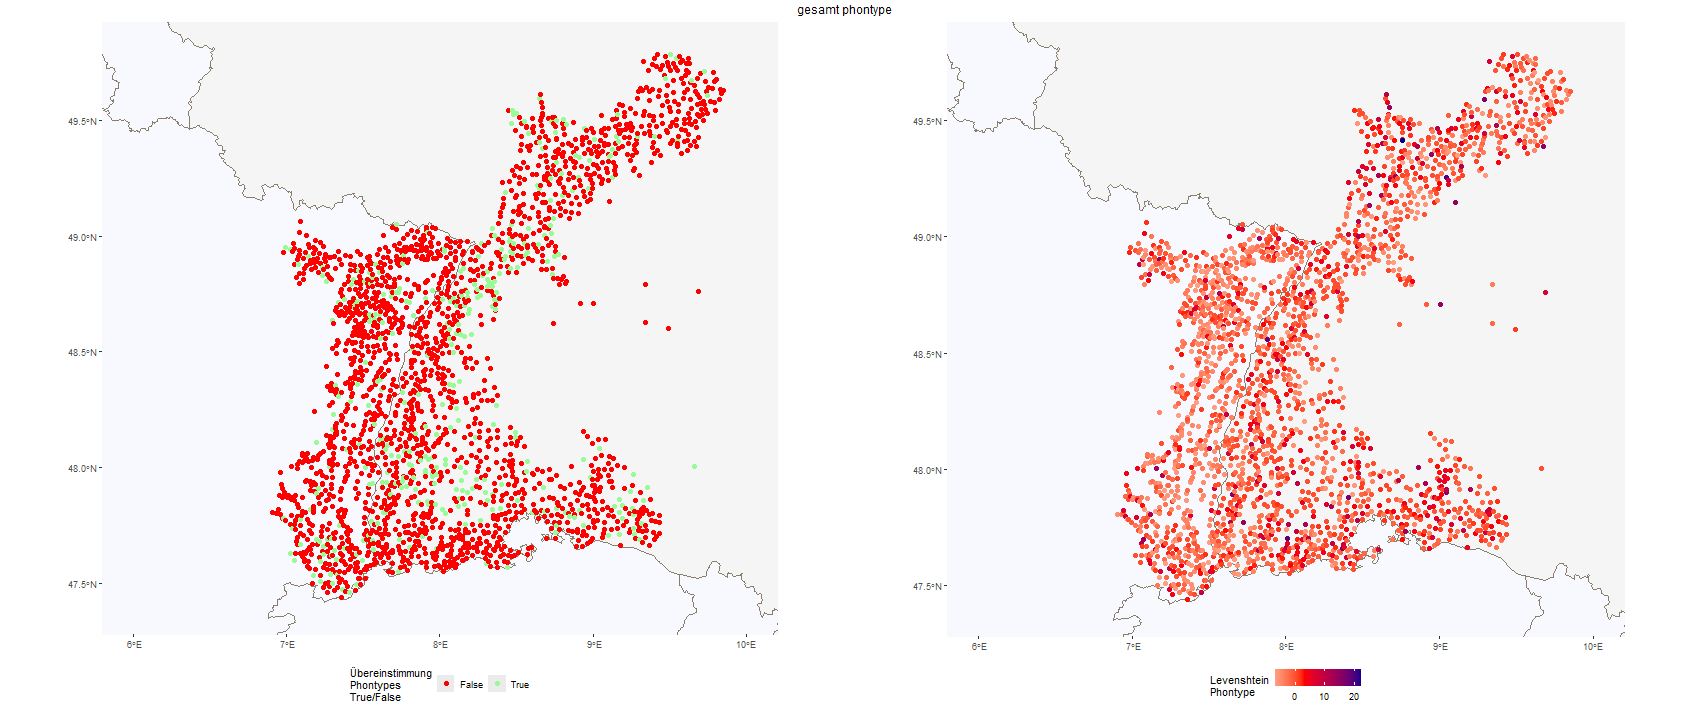 gesamt phontype
49.5°N
49.0°N
48.5°N
48.0°N
47.5°N
6°E 7°E 8°E 9°E 10°E
Übereinstimmung
Phontypes
True/False
False True
49.5°N
49.0°N
48.5°N
48.0°N
47.5°N
6°E 7°E 8°E 9°E 10°E
Levenshtein
Phontype
0 10 20